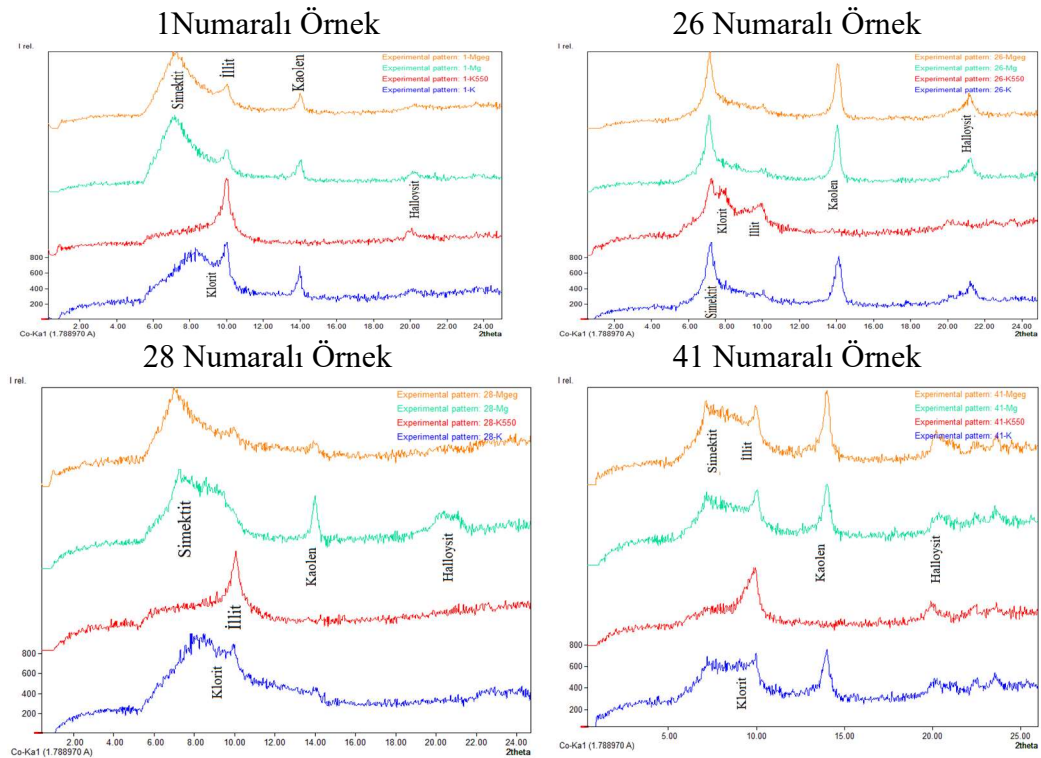 1Numaralı Örnek
I rel.
Experimental pattern: 1-Mgeg
Experimental pattern: 1-Mg
Experimental pattern: 1-K550
Experimental pattern: 1-K
Simektit
İllit
Kaolen
Halloysit
Klorit
800
600
400
200
2.00 4.00 6.00 8.00 10.00 12.00 14.00 16.00 18.00 20.00 22.00 24.00
Co-Ka1 (1.788970 A)
2theta
26 Numaralı Örnek
I rel.
Experimental pattern: 26-Mgeg
Experimental pattern: 26-Mg
Experimental pattern: 26-K550
Experimental pattern: 26-K
Halloysit
Kaolen
Klorit
İllit
Simektit
800
600
400
200
2.00 4.00 6.00 8.00 10.00 12.00 14.00 16.00 18.00 20.00 22.00 24.00
Co-Ka1 (1.788970 A)
2theta
28 Numaralı Örnek
I rel.
Experimental pattern: 28-Mgeg
Experimental pattern: 28-Mg
Experimental pattern: 28-K550
Experimental pattern: 28-K
Simektit
Kaolen
Halloysit
İllit
Klorit
800
600
400
200
2.00 4.00 6.00 8.00 10.00 12.00 14.00 16.00 18.00 20.00 22.00 24.00
Co-Ka1 (1.788970 A)
2theta
41 Numaralı Örnek
I rel.
Experimental pattern: 41-Mgeg
Experimental pattern: 41-Mg
Experimental pattern: 41-K550
Experimental pattern: 41-K
Simektit
İllit
Kaolen
Halloysit
Klorit
800
600
400
200
5.00 10.00 15.00 20.00 25.00
Co-Ka1 (1.788970 A)
2theta